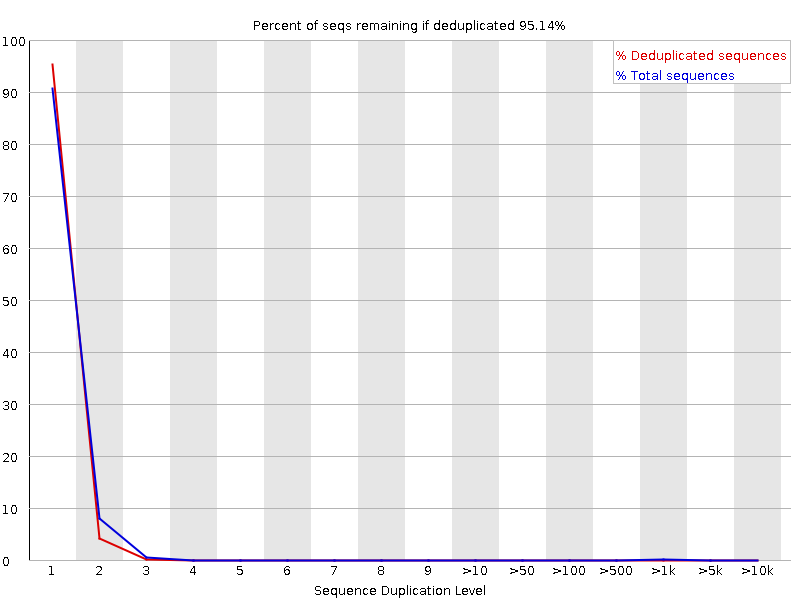 Percent of seqs remaining if deduplicated 95.14%
% Deduplicated sequences
% Total sequences
100
90
80
70
60
50
40
30
20
10
0
1 2 3 4 5 6 7 8 9 >10 >50 >100 >500 >1k >5k >10k
Sequence Duplication Level